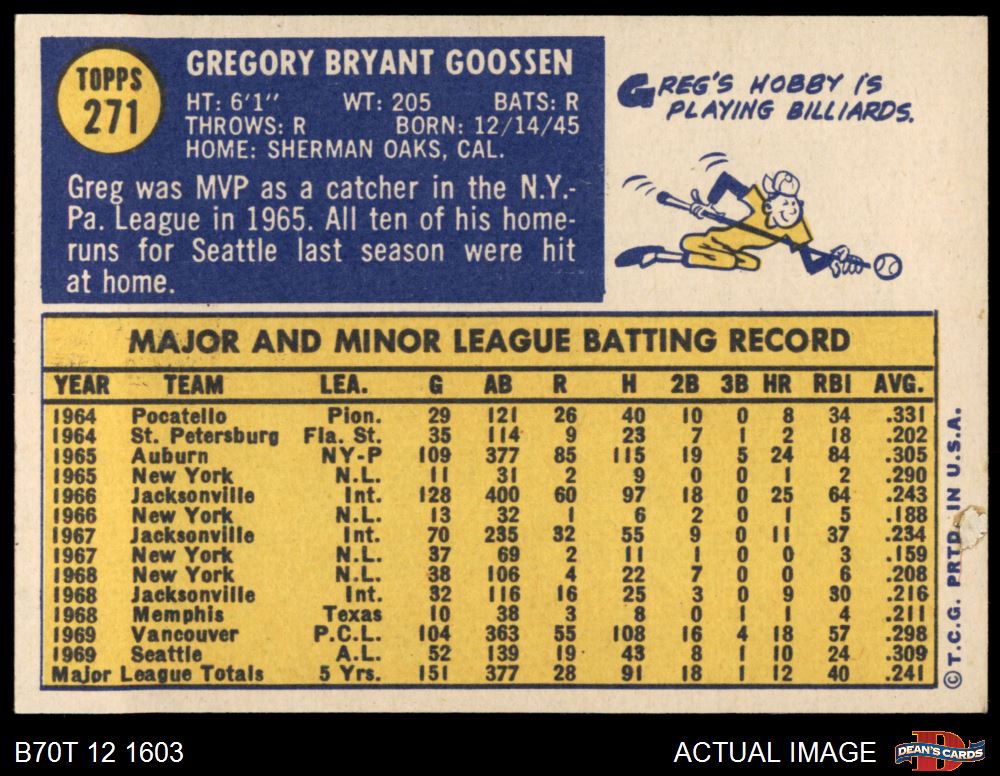 TOPPS
271
GREGORY BRYANT GOOSSEN
HT: 6'1" WT: 205 BATS: R
THROWS: R BORN: 12/14/45
HOME: SHERMAN OAKS, CAL.
Greg was MVP as a catcher in the N.Y.-
Pa. League in 1965. All ten of his home-
runs for Seattle last season were hit
at home.
GREG'S HOBBY IS
PLAYING BILLIARDS.
MAJOR AND MINOR LEAGUE BATTING RECORD
YEAR TEAM LEA. G AB R H 2B 3B HR RBI AVG.
1964 Pocatello Pion. 29 121 26 40 10 0 8 34 .331
1964 St. Petersburg Fla. St. 35 114 9 23 7 1 2 18 .202
1965 Auburn NY-P 109 377 85 115 19 5 24 84 .305
1965 New York N.L. 11 31 2 9 0 0 1 2 .290
1966 Jacksonville Int. 128 400 60 97 18 0 25 64 .243
1966 New York N.L. 13 32 1 6 2 0 1 5 .188
1967 Jacksonville Int. 70 235 32 55 9 0 11 37 .234
1967 New York N.L. 37 69 2 11 1 0 0 3 .159
1968 New York N.L. 38 106 4 22 7 0 0 6 .208
1968 Jacksonville Int. 32 116 16 25 3 0 9 30 .216
1968 Memphis Texas 10 38 3 8 0 1 1 4 .211
1969 Vancouver P.C.L. 104 363 55 108 16 4 18 57 .298
1969 Seattle A.L. 52 139 19 43 8 1 10 24 .309
Major League Totals 5 Yrs. 151 377 28 91 18 1 12 40 .241
©T.C.G. PRTD. IN U.S.A.
B70T 12 1603
ACTUAL IMAGE
D
DEAN'S CARDS